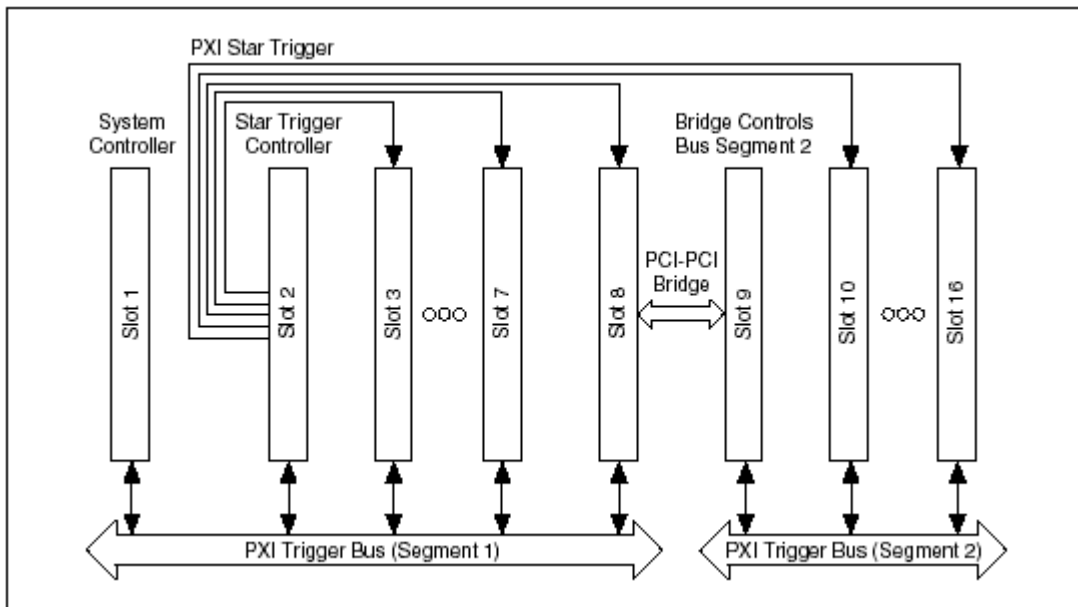 PXI Star Trigger
System
Controller
Star Trigger
Controller
Bridge Controls
Bus Segment 2
Slot 1
Slot 2
Slot 3
Slot 7
Slot 8
PCI-PCI
Bridge
Slot 9
Slot 10
Slot 16
PXI Trigger Bus (Segment 1)
PXI Trigger Bus (Segment 2)